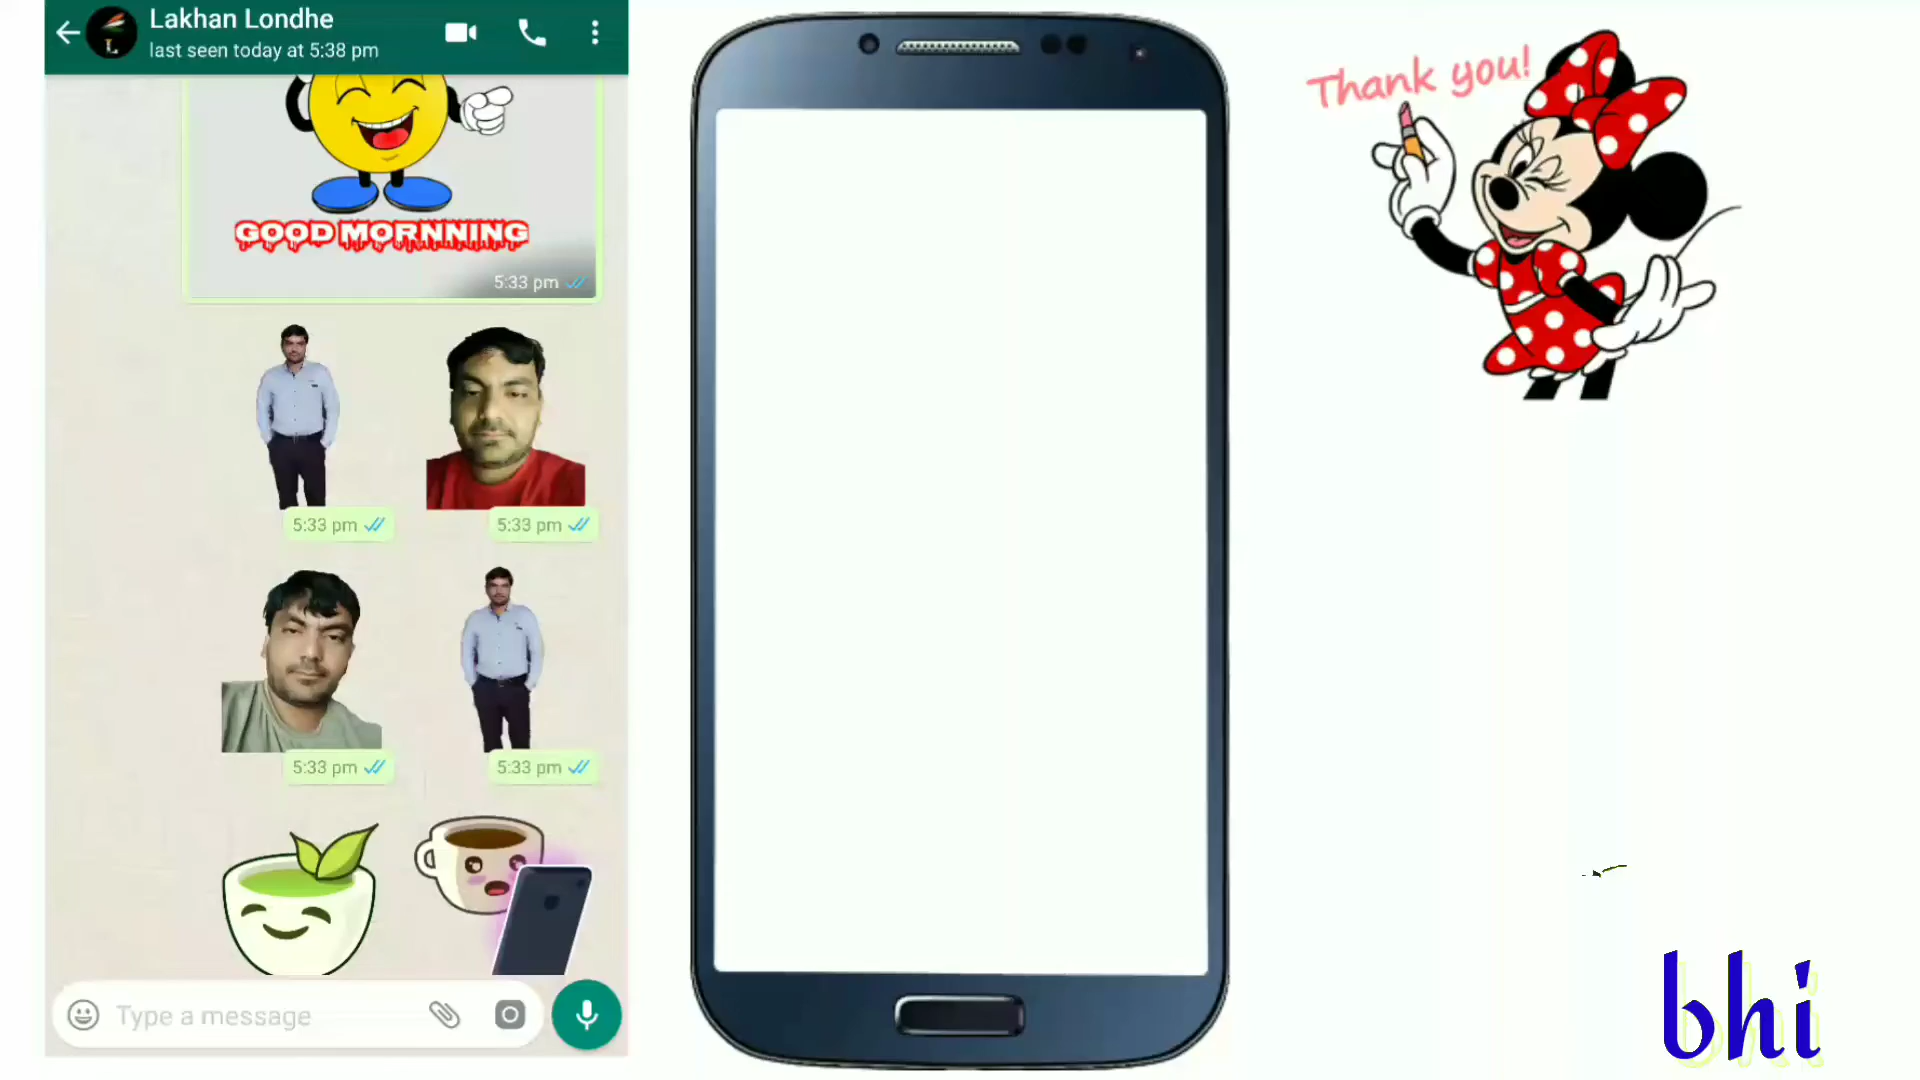 Lakhan Londhe
last seen today at 5:38 pm
GOOD MORNNING
5:33 pm
5:33 pm
5:33 pm
5:33 pm
5:33 pm
Type a message
L
Thank you!
bhi